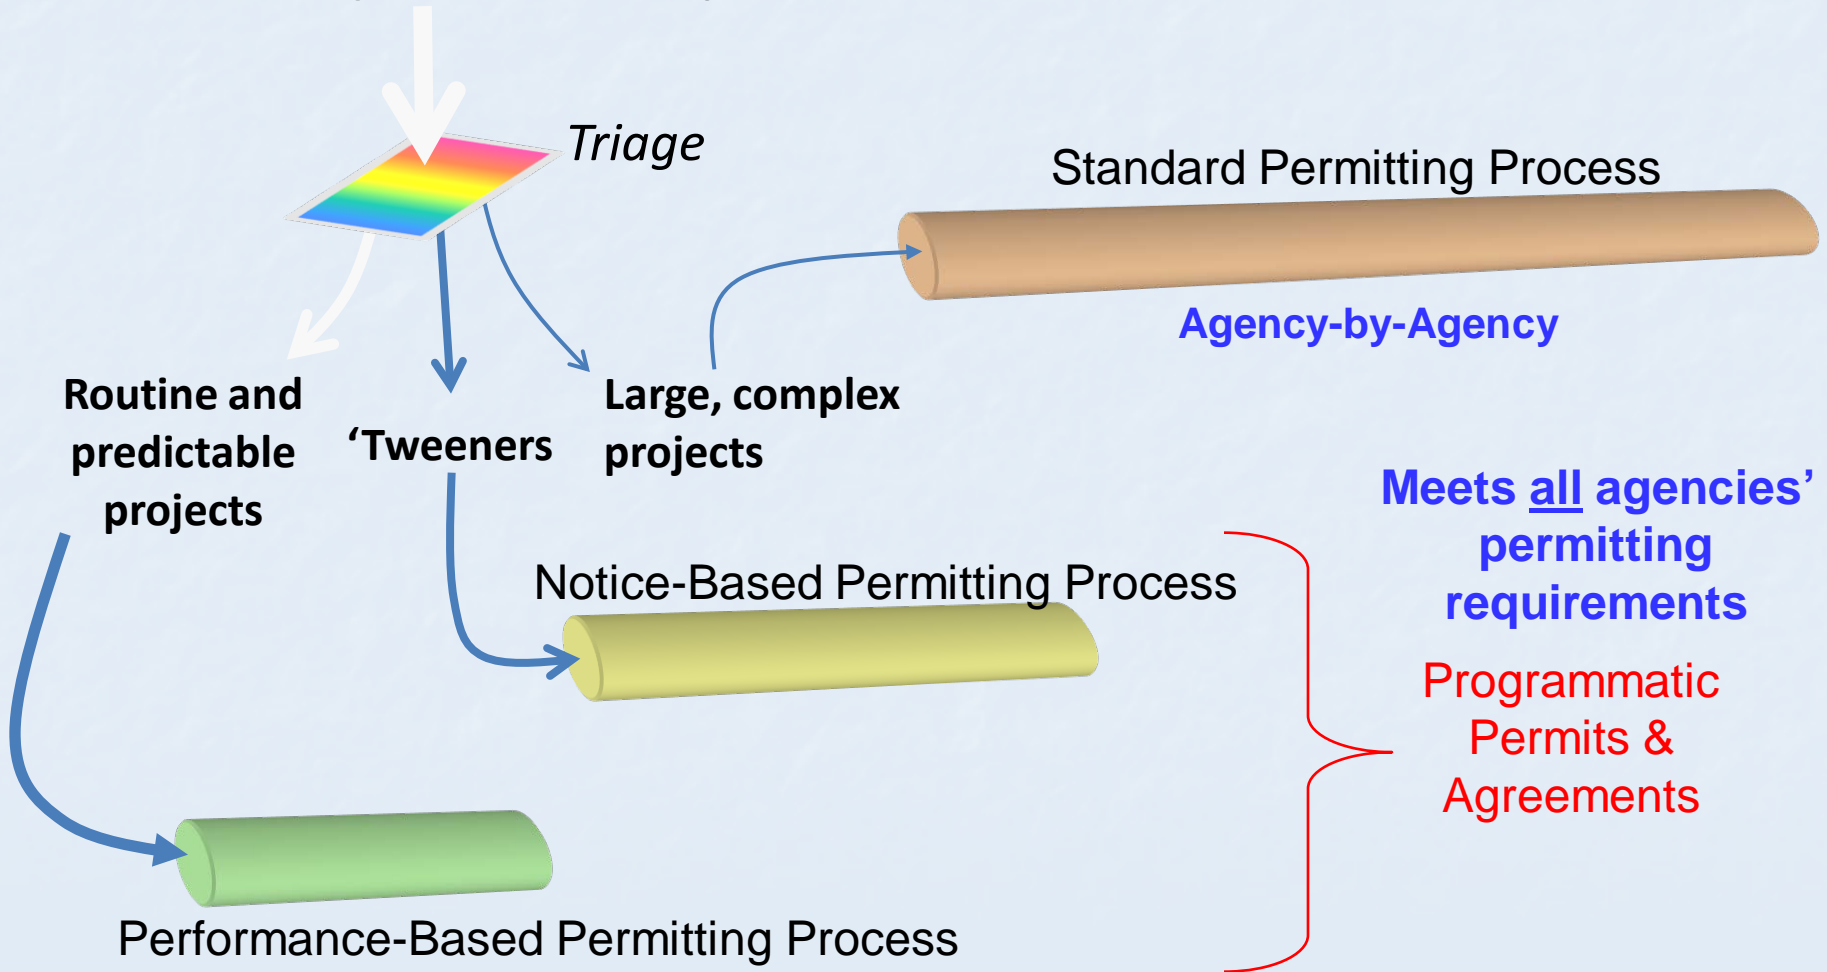 Triage
Standard Permitting Process
Agency-by-Agency
Routine and
predictable
projects
‘Tweeners
Large, complex
projects
Meets all agencies’
permitting
requirements
Notice-Based Permitting Process
Programmatic
Permits &
Agreements
Performance-Based Permitting Process